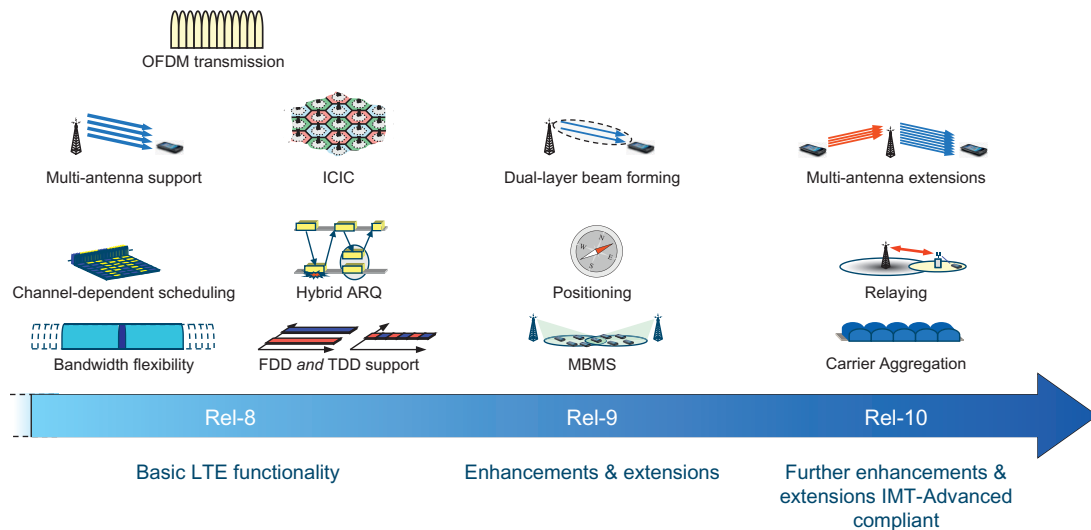 OFDM transmission
Multi-antenna support
ICIC
Dual-layer beam forming
Multi-antenna extensions
N
W
E
S
Channel-dependent scheduling
Hybrid ARQ
Positioning
Relaying
Bandwidth flexibility
FDD and TDD support
MBMS
Carrier Aggregation
Rel-8
Rel-9
Rel-10
Basic LTE functionality
Enhancements & extensions
Further enhancements &
extensions IMT-Advanced
compliant